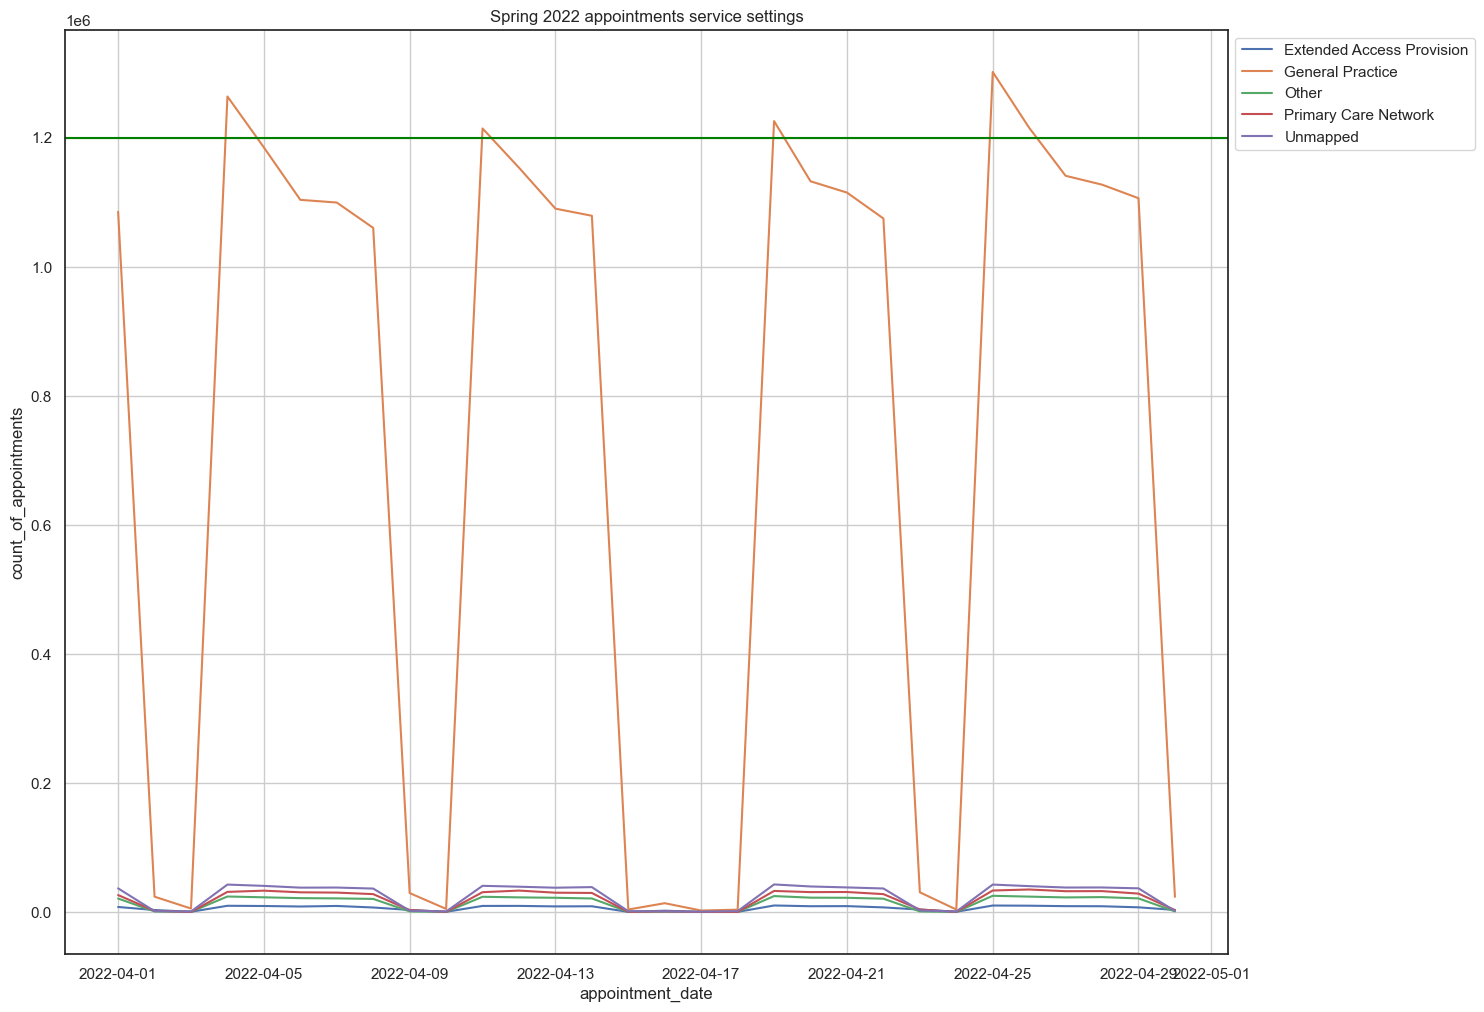 Spring 2022 appointments service settings
1e6
Extended Access Provision
General Practice
Other
Primary Care Network
Unmapped
1.2
1.0
0.8
0.6
0.4
0.2
0.0
count_of_appointments
2022-04-01
2022-04-05
2022-04-09
2022-04-13
2022-04-17
2022-04-21
2022-04-25
2022-04-29
2022-05-01
appointment_date